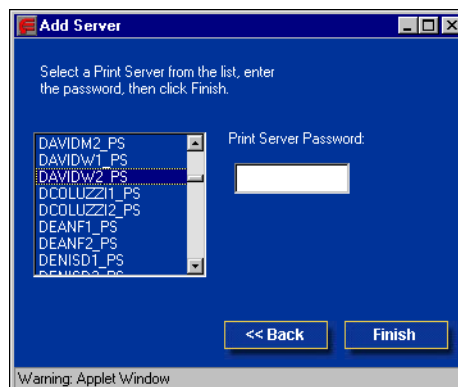 Add Server
Select a Print Server from the list, enter
the password, then click Finish.
Print Server Password:
DAVIDM2_PS
DAVIDW1_PS
DAVIDW2_PS
DCOLUZZI1_PS
DCOLUZZI2_PS
DEANF1_PS
DEANF2_PS
DENISD1_PS
<< Back
Finish
Warning: Applet Window